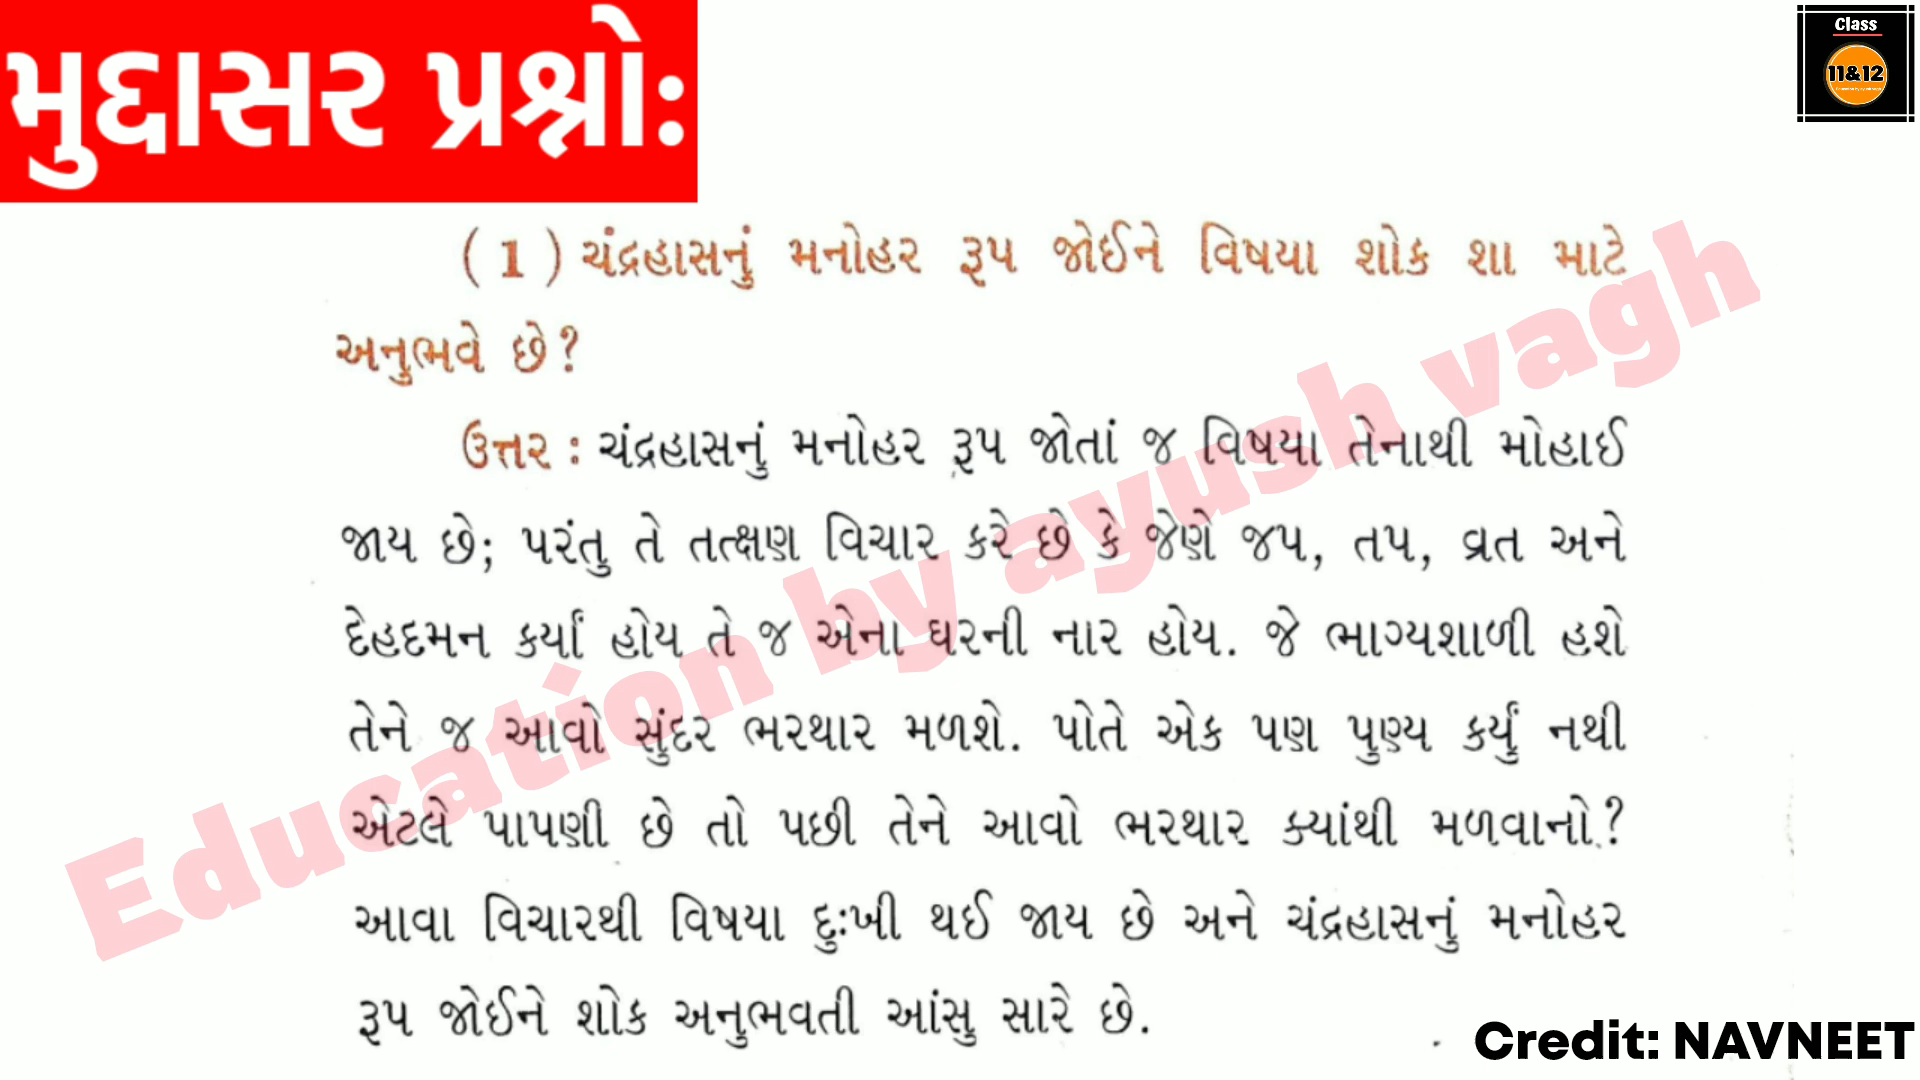 મુદ્દાસર પ્રશ્નો:
Class
11&12
( 1 ) ચંદ્રહાસનું મનોહર રૂપ જોઈને વિષયા શોક શા માટે
અનુભવે છે?
ઉત્તર : ચંદ્રહાસનું મનોહર રૂપ જોતાં જ વિષયા તેનાથી મોહાઈ
જાય છે; પરંતુ તે તત્ક્ષણ વિચાર કરે છે કે જેણે જપ, તપ, વ્રત અને
દેહદમન કર્યાં હોય તે જ એના ઘરની નાર હોય. જે ભાગ્યશાળી હશે
તેને જ આવો સુંદર ભરથાર મળશે. પોતે એક પણ પુણ્ય કર્યું નથી
એટલે પાપણી છે તો પછી તેને આવો ભરથાર ક્યાંથી મળવાનો?
આવા વિચારથી વિષયા દુઃખી થઈ જાય છે અને ચંદ્રહાસનું મનોહર
રૂપ જોઈને શોક અનુભવતી આંસુ સારે છે.
Education by ayush vagh
Credit: NAVNEET